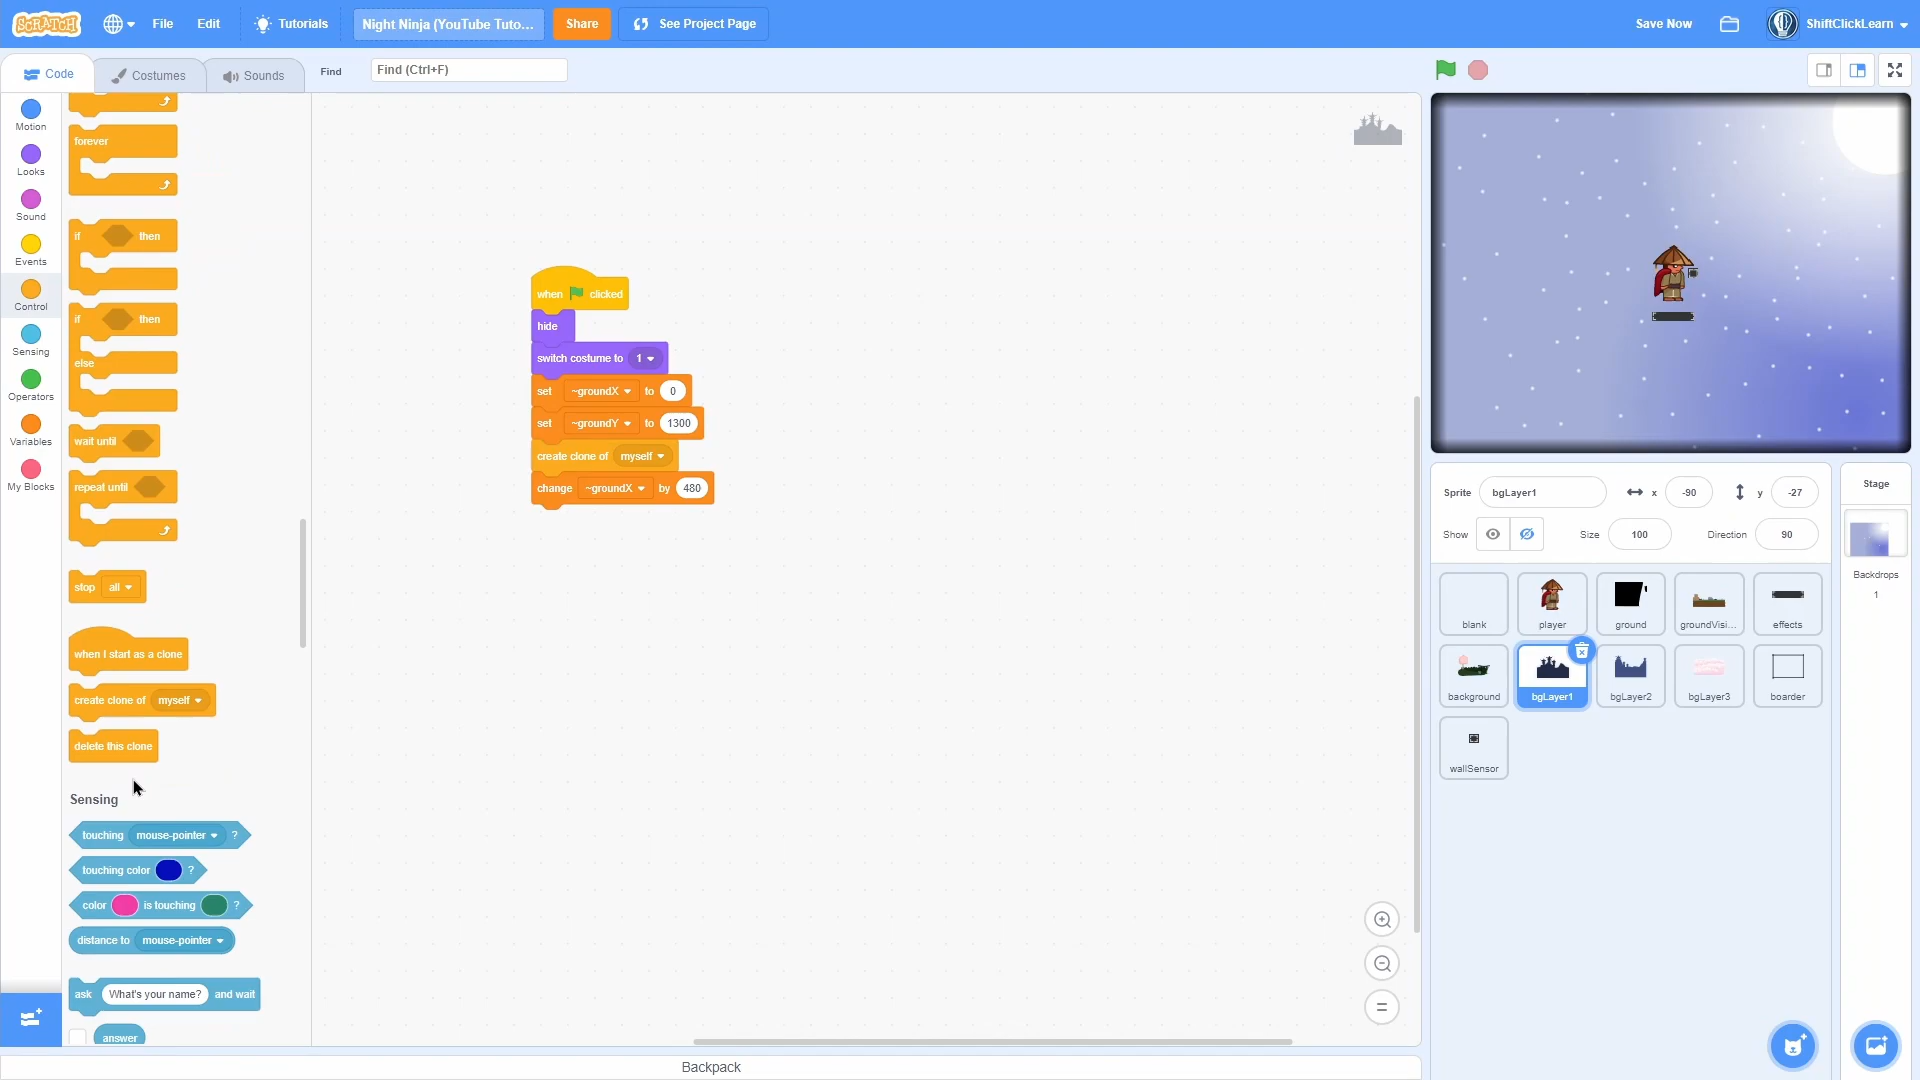 SCRATCH
File
Edit
Tutorials
Night Ninja (YouTube Tuto...
Share
See Project Page
Save Now
ShiftClickLearn
Code
Costumes
Sounds
Find
Find (Ctrl+F)
Motion
Looks
Sound
Events
Control
Sensing
Operators
Variables
My Blocks
forever
if then
if then
else
wait until
repeat until
stop all
when I start as a clone
create clone of myself
delete this clone
Sensing
touching mouse-pointer ?
touching color ?
color is touching ?
distance to mouse-pointer
ask What's your name? and wait
answer
when clicked
hide
switch costume to 1
set ~groundX to 0
set ~groundY to 1300
create clone of myself
change ~groundX by 480
Backpack
Sprite bgLayer1 x -90 y -27
Show Size 100 Direction 90
blank
player
ground
groundVisi...
effects
background
bgLayer1
bgLayer2
bgLayer3
boarder
wallSensor
Stage
Backdrops
1